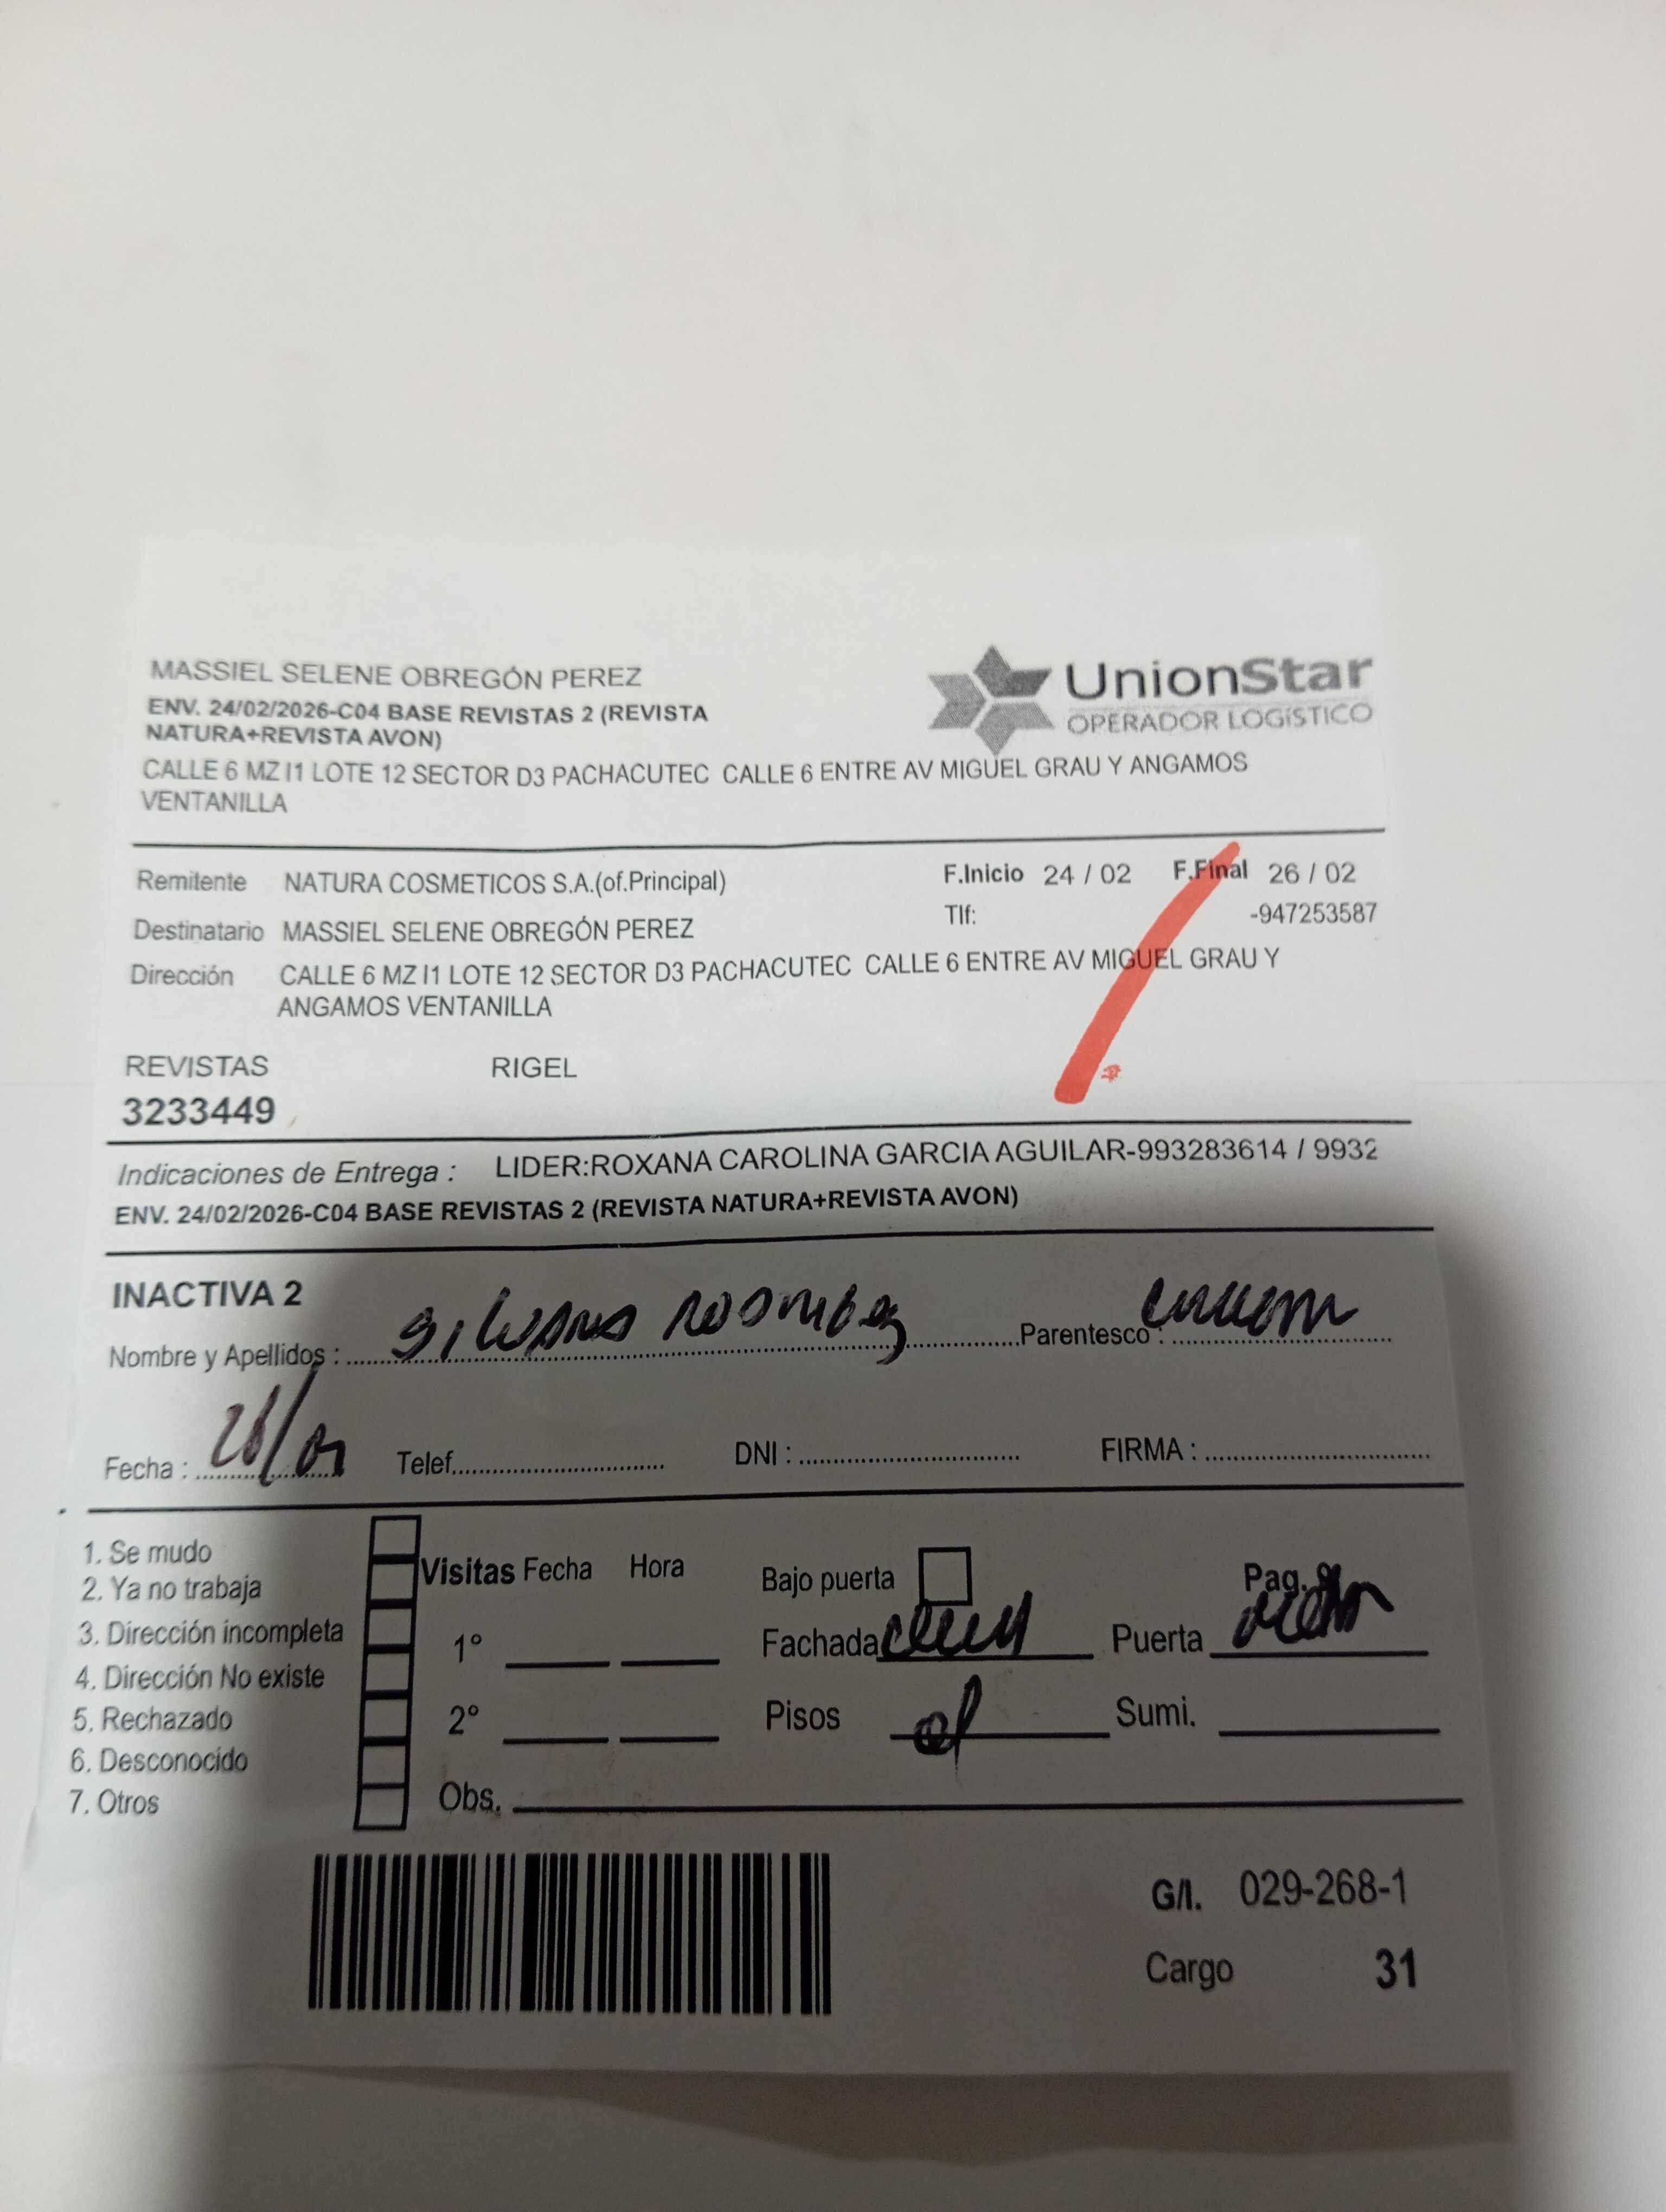 MASSIEL SELENE OBREGÓN PEREZ
ENV. 24/02/2026-C04 BASE REVISTAS 2 (REVISTA
NATURA+REVISTA AVON)
UnionStar
OPERADOR LOGÍSTICO
CALLE 6 MZ I1 LOTE 12 SECTOR D3 PACHACUTEC CALLE 6 ENTRE AV MIGUEL GRAU Y ANGAMOS
VENTANILLA
Remitente NATURA COSMETICOS S.A.(of.Principal) F.Inicio 24 / 02 F.Final 26 / 02
Destinatario MASSIEL SELENE OBREGÓN PEREZ Tlf: -947253587
Dirección CALLE 6 MZ I1 LOTE 12 SECTOR D3 PACHACUTEC CALLE 6 ENTRE AV MIGUEL GRAU Y
ANGAMOS VENTANILLA
REVISTAS RIGEL
3233449
Indicaciones de Entrega : LIDER:ROXANA CAROLINA GARCIA AGUILAR-993283614 / 9932
ENV. 24/02/2026-C04 BASE REVISTAS 2 (REVISTA NATURA+REVISTA AVON)
INACTIVA 2
Nombre y Apellidos : Parentesco :
Fecha : Telef. DNI : FIRMA :
1. Se mudo
2. Ya no trabaja
3. Dirección incompleta
4. Dirección No existe
5. Rechazado
6. Desconocido
7. Otros
Visitas Fecha Hora
1°
2°
Obs.
Bajo puerta Pag.
Fachada Puerta
Pisos Sumi.
G/I. 029-268-1
Cargo 31